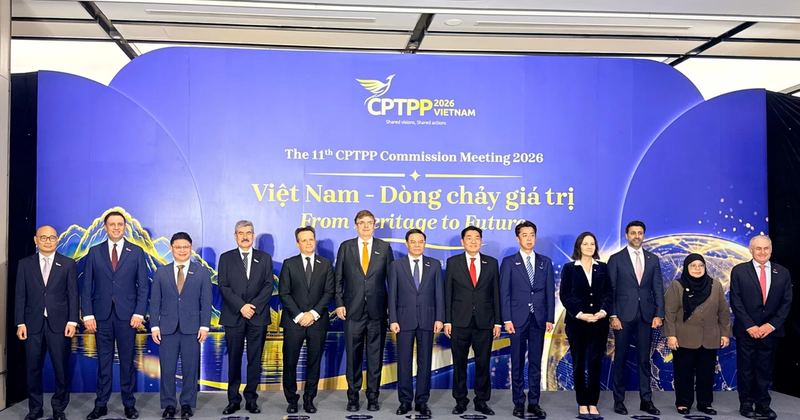 CPTPP 2026
VIETNAM
Shared visions, Shared actions
The 11th CPTPP Commission Meeting 2026
Việt Nam - Dòng chảy giá trị
From Heritage to Future